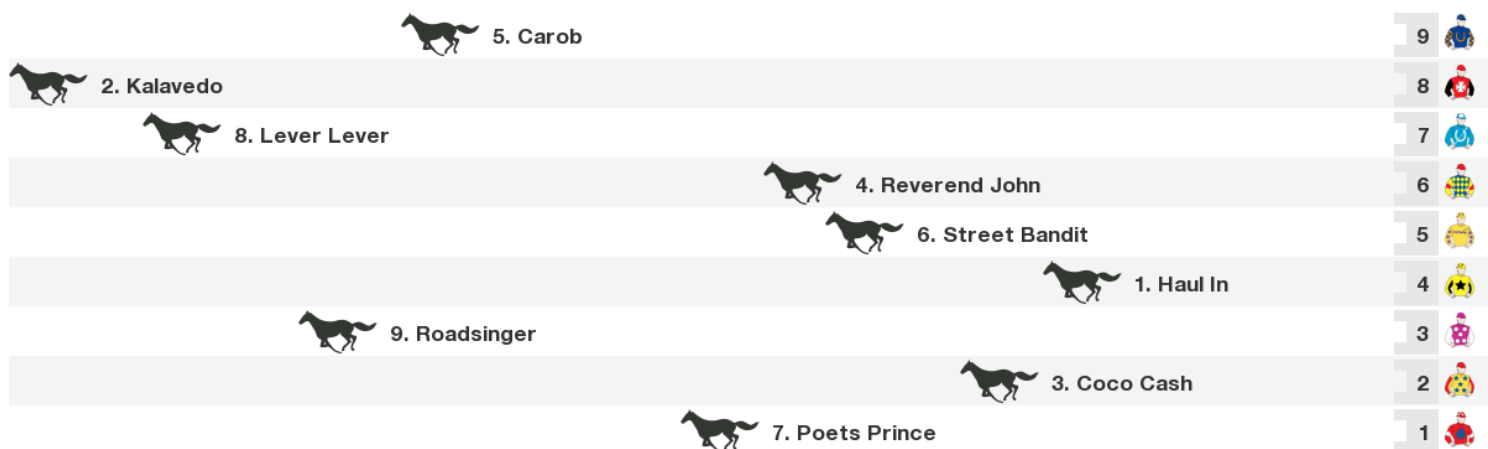 5. Carob 9
2. Kalavedo 8
8. Lever Lever 7
4. Reverend John 6
6. Street Bandit 5
1. Haul In 4
9. Roadsinger 3
3. Coco Cash 2
7. Poets Prince 1